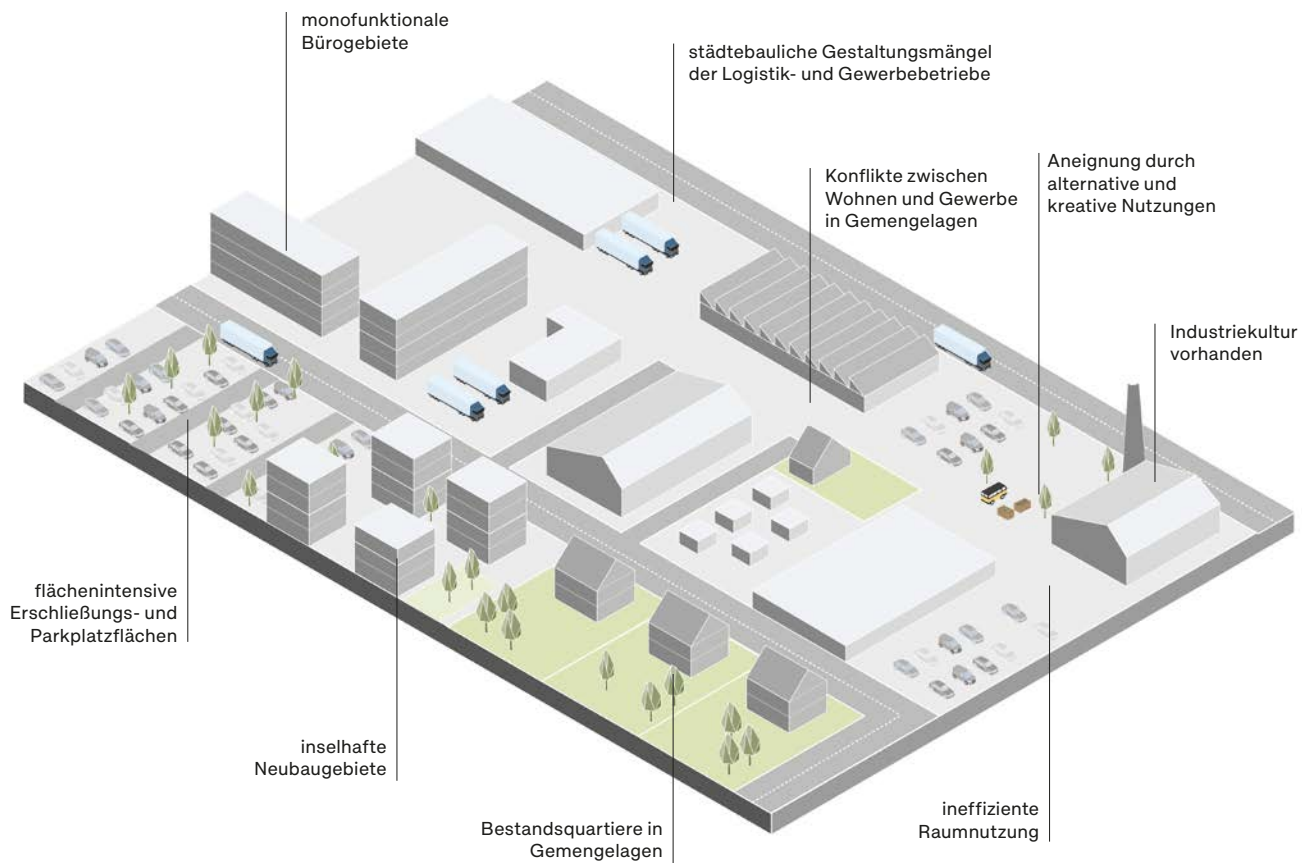 monofunktionale
Bürogebiete
städtebauliche Gestaltungsmängel
der Logistik- und Gewerbebetriebe
Konflikte zwischen
Wohnen und Gewerbe
in Gemengelagen
Aneignung durch
alternative und
kreative Nutzungen
Industriekultur
vorhanden
flächenintensive
Erschließungs- und
Parkplatzflächen
inselhafte
Neubaugebiete
Bestandsquartiere in
Gemengelagen
ineffiziente
Raumnutzung